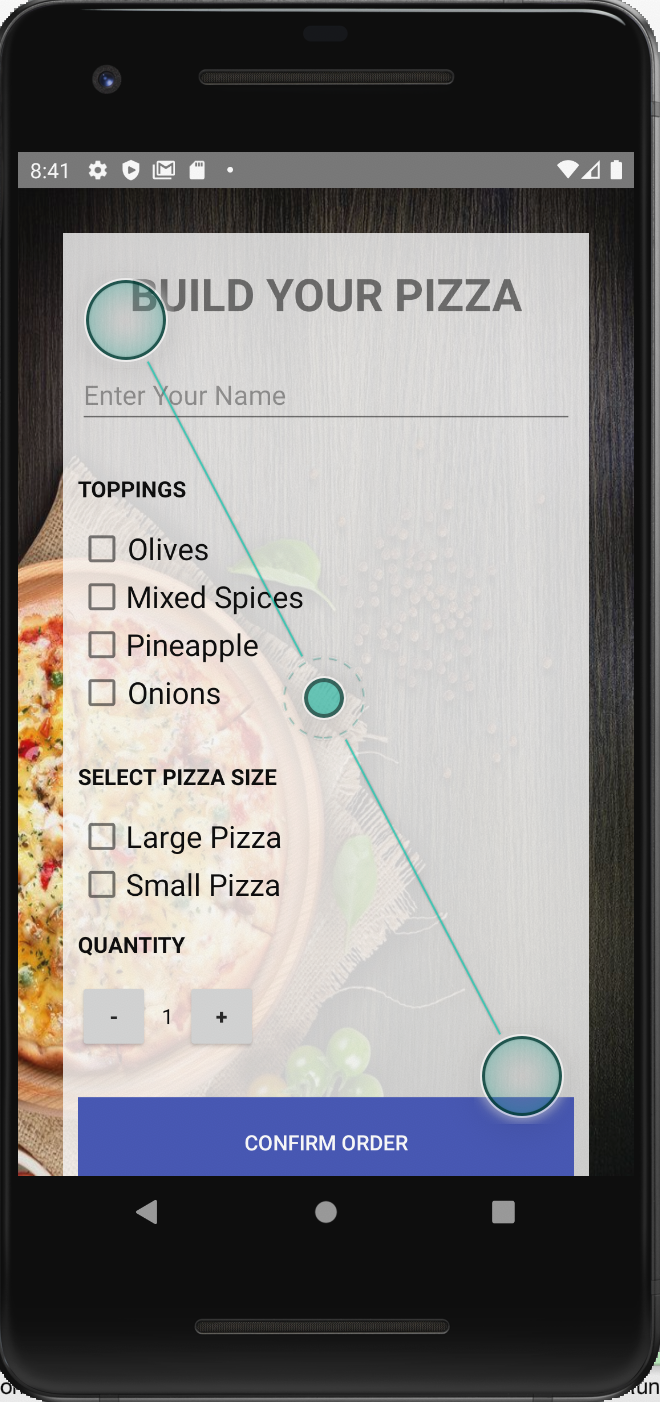 8:41
BUILD YOUR PIZZA
Enter Your Name
TOPPINGS
Olives
Mixed Spices
Pineapple
Onions
SELECT PIZZA SIZE
Large Pizza
Small Pizza
QUANTITY
- 1 +
CONFIRM ORDER